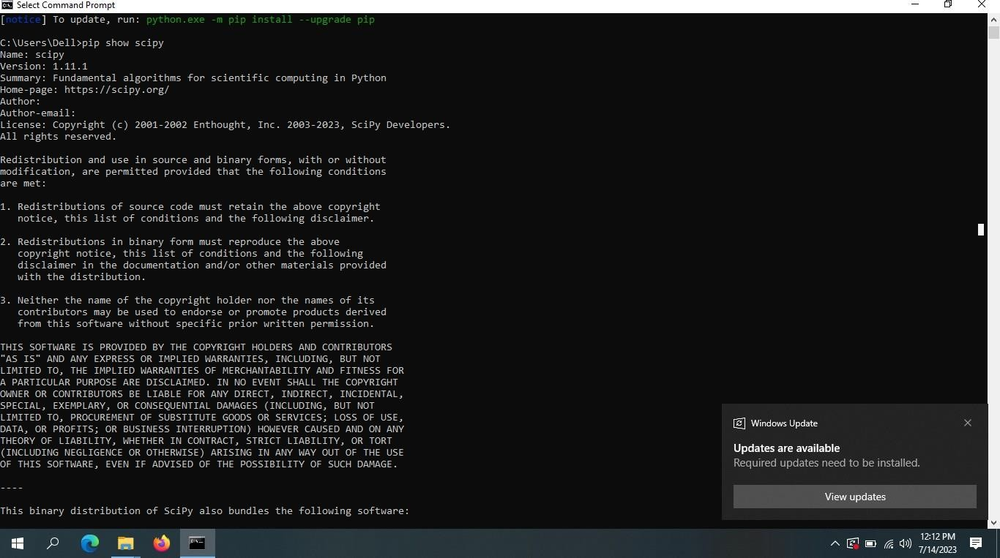 Select Command Prompt
[notice] To update, run: python.exe -m pip install --upgrade pip
C:\Users\Dell>pip show scipy
Name: scipy
Version: 1.11.1
Summary: Fundamental algorithms for scientific computing in Python
Home-page: https://scipy.org/
Author:
Author-email:
License: Copyright (c) 2001-2002 Enthought, Inc. 2003-2023, SciPy Developers.
All rights reserved.
Redistribution and use in source and binary forms, with or without
modification, are permitted provided that the following conditions
are met:
1. Redistributions of source code must retain the above copyright
notice, this list of conditions and the following disclaimer.
2. Redistributions in binary form must reproduce the above
copyright notice, this list of conditions and the following
disclaimer in the documentation and/or other materials provided
with the distribution.
3. Neither the name of the copyright holder nor the names of its
contributors may be used to endorse or promote products derived
from this software without specific prior written permission.
THIS SOFTWARE IS PROVIDED BY THE COPYRIGHT HOLDERS AND CONTRIBUTORS
"AS IS" AND ANY EXPRESS OR IMPLIED WARRANTIES, INCLUDING, BUT NOT
LIMITED TO, THE IMPLIED WARRANTIES OF MERCHANTABILITY AND FITNESS FOR
A PARTICULAR PURPOSE ARE DISCLAIMED. IN NO EVENT SHALL THE COPYRIGHT
OWNER OR CONTRIBUTORS BE LIABLE FOR ANY DIRECT, INDIRECT, INCIDENTAL,
SPECIAL, EXEMPLARY, OR CONSEQUENTIAL DAMAGES (INCLUDING, BUT NOT
LIMITED TO, PROCUREMENT OF SUBSTITUTE GOODS OR SERVICES; LOSS OF USE,
DATA, OR PROFITS; OR BUSINESS INTERRUPTION) HOWEVER CAUSED AND ON ANY
THEORY OF LIABILITY, WHETHER IN CONTRACT, STRICT LIABILITY, OR TORT
(INCLUDING NEGLIGENCE OR OTHERWISE) ARISING IN ANY WAY OUT OF THE USE
OF THIS SOFTWARE, EVEN IF ADVISED OF THE POSSIBILITY OF SUCH DAMAGE.
----
This binary distribution of SciPy also bundles the following software:
Windows Update
Updates are available
Required updates need to be installed.
View updates
12:12 PM
7/14/2023